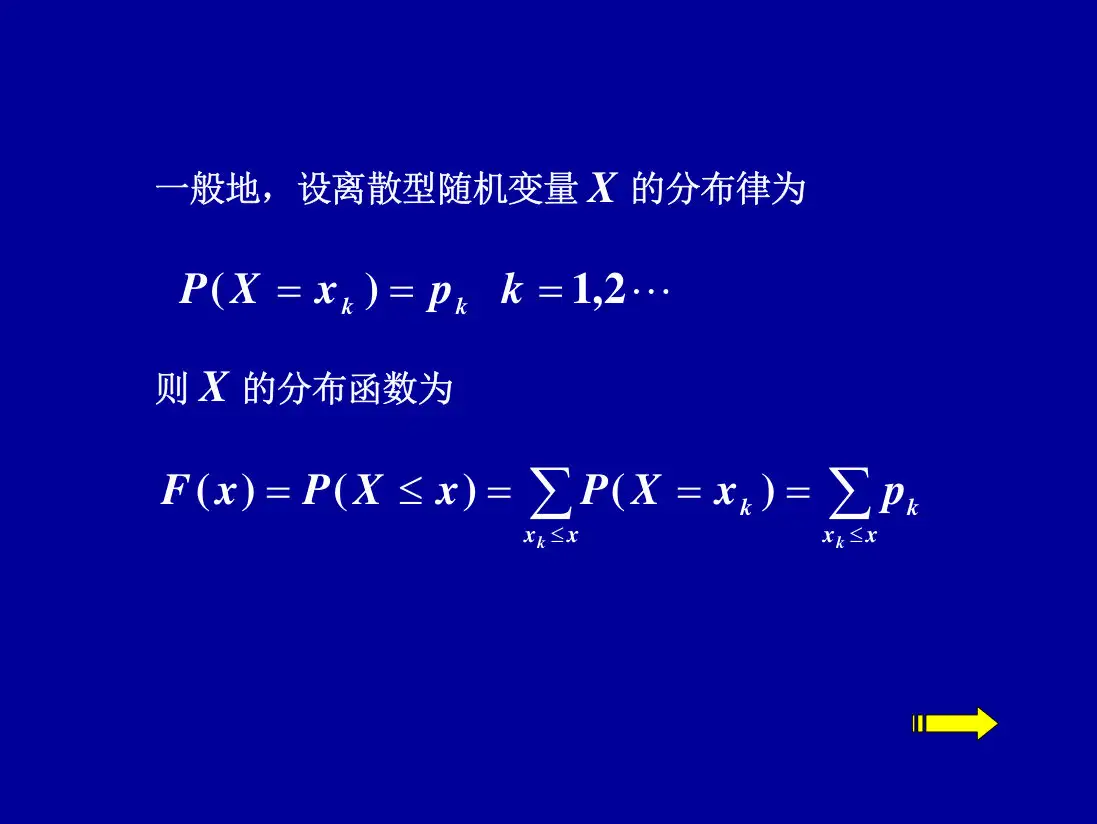 一般地，设离散型随机变量 X 的分布律为
P(X = x_k) = p_k   k = 1,2⋯
则 X 的分布函数为
F(x) = P(X ≤ x) = ∑_{x_k ≤ x} P(X = x_k) = ∑_{x_k ≤ x} p_k